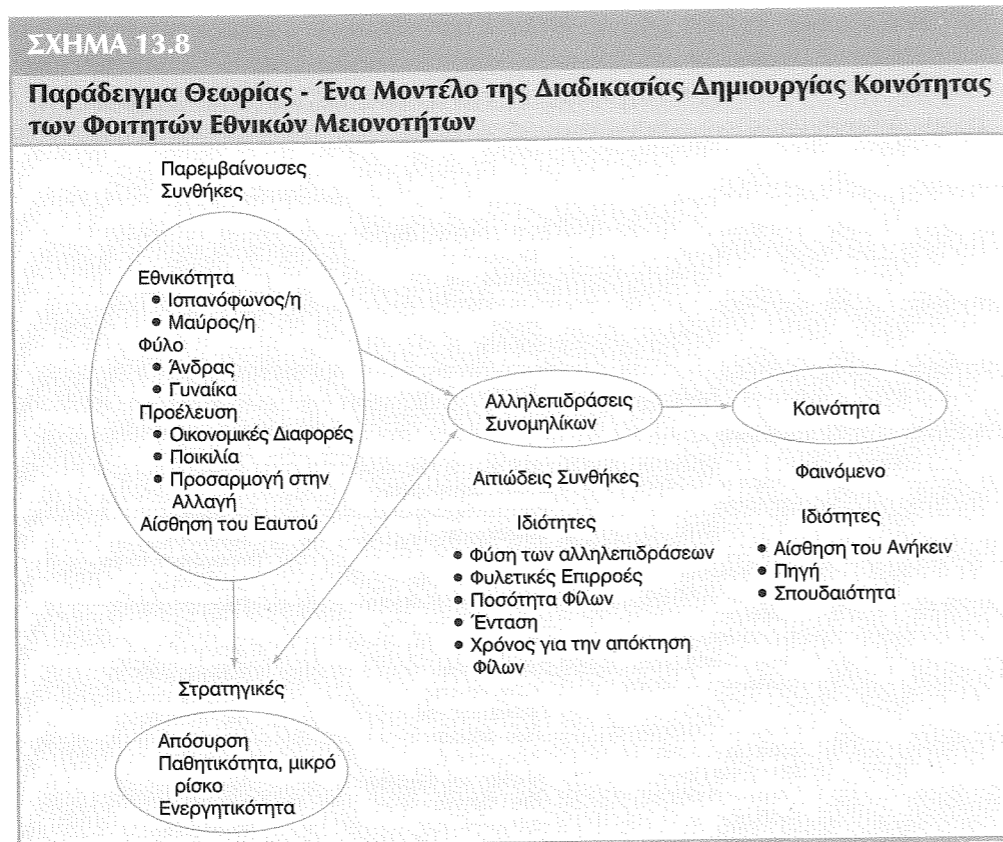 ΣΧΗΜΑ 13.8
Παράδειγμα Θεωρίας - Ένα Μοντέλο της Διαδικασίας Δημιουργίας Κοινότητας
των Φοιτητών Εθνικών Μειονοτήτων
Παρεμβαίνουσες
Συνθήκες
Εθνικότητα
• Ισπανόφωνος/η
• Μαύρος/η
Φύλο
• Άνδρας
• Γυναίκα
Προέλευση
• Οικονομικές Διαφορές
• Ποικιλία
• Προσαρμογή στην
Αλλαγή
Αίσθηση του Εαυτού
Στρατηγικές
Απόσυρση
Παθητικότητα, μικρό
ρίσκο
Ενεργητικότητα
Αλληλεπιδράσεις
Συνομηλίκων
Αιτιώδεις Συνθήκες
Ιδιότητες
• Φύση των αλληλεπιδράσεων
• Φυλετικές Επιρροές
• Ποσότητα Φίλων
• Ένταση
• Χρόνος για την απόκτηση
Φίλων
Κοινότητα
Φαινόμενο
Ιδιότητες
• Αίσθηση του Ανήκειν
• Πηγή
• Σπουδαιότητα